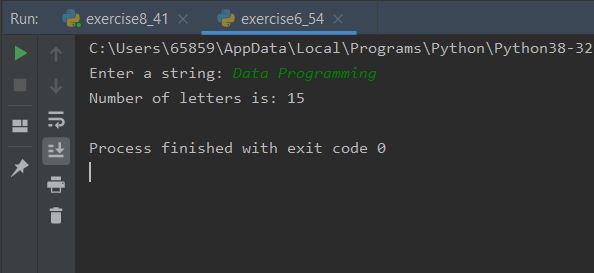 Run: exercise8_41 × exercise6_54 ×
C:\Users\65859\AppData\Local\Programs\Python\Python38-32
Enter a string: Data Programming
Number of letters is: 15
Process finished with exit code 0